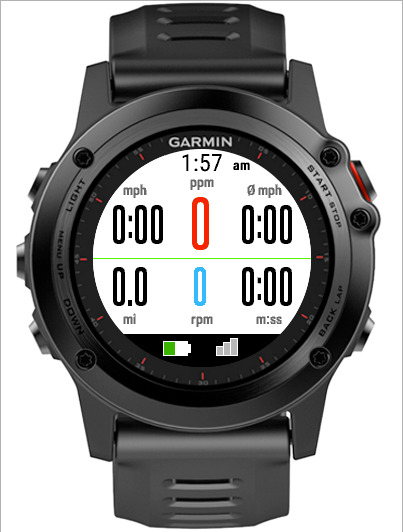 GARMIN
1:57 am
mph ppm Ø mph
0:00 0 0:00
0.0 0 0:00
mi rpm m:ss
LIGHT
MENU UP
DOWN
START STOP
BACK LAP
30